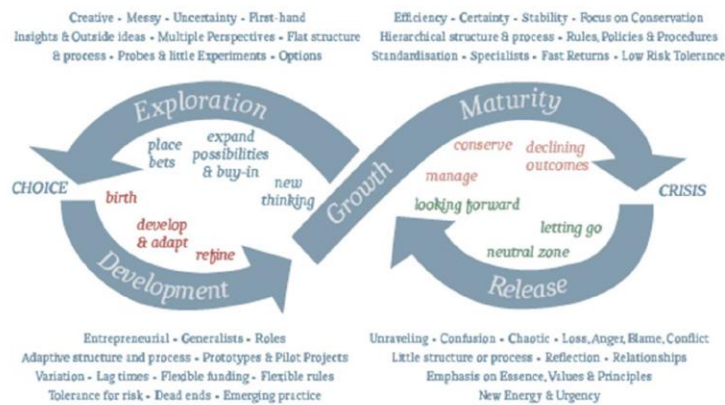 Creative - Messy - Uncertainty - First-hand
Insights & Outside ideas - Multiple Perspectives - Flat structure
& process - Probes & little Experiments - Options
Efficiency - Certainty - Stability - Focus on Conservation
Hierarchical structure & process - Rules, Policies & Procedures
Standardisation - Specialists - Fast Returns - Low Risk Tolerance
Exploration
place
bets
expand
possibilities
& buy-in
new
thinking
CHOICE
birth
develop
& adapt
refine
Development
Growth
Maturity
conserve
declining
outcomes
manage
CRISIS
looking forward
letting go
neutral zone
Release
Entrepreneurial - Generalists - Roles
Adaptive structure and process - Prototypes & Pilot Projects
Variation - Lag times - Flexible funding - Flexible rules
Tolerance for risk - Dead ends - Emerging practice
Unraveling - Confusion - Chaotic - Loss, Anger, Blame, Conflict
Little structure or process - Reflection - Relationships
Emphasis on Essence, Values & Principles
New Energy & Urgency